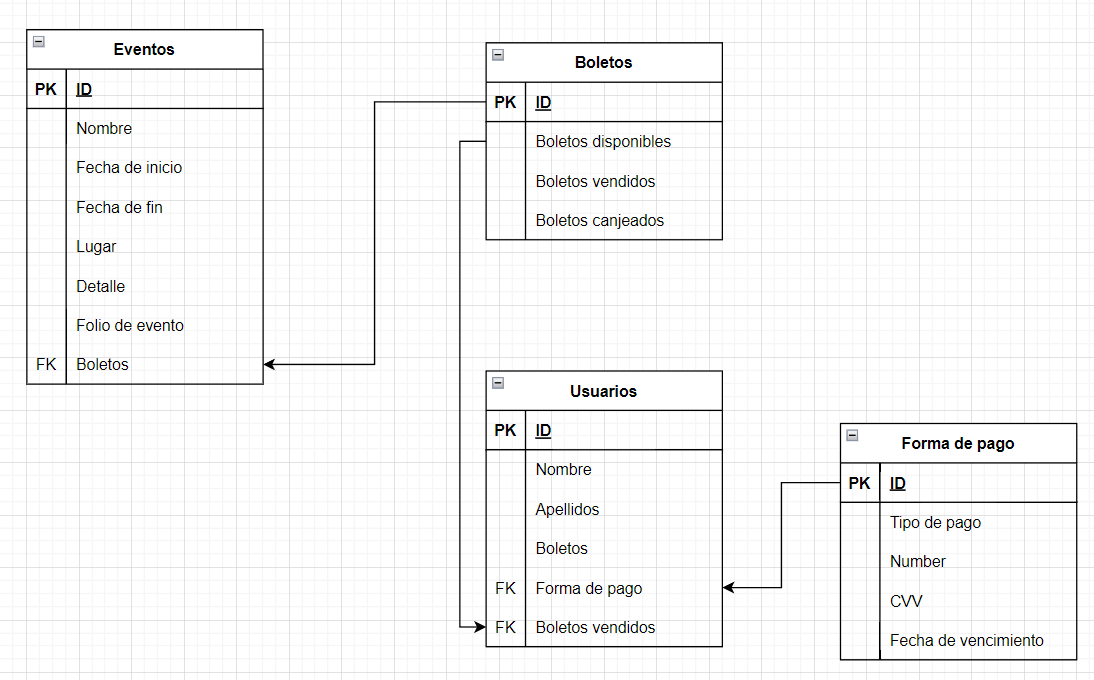 Eventos
PK ID
Nombre
Fecha de inicio
Fecha de fin
Lugar
Detalle
Folio de evento
FK Boletos
Boletos
PK ID
Boletos disponibles
Boletos vendidos
Boletos canjeados
Usuarios
PK ID
Nombre
Apellidos
Boletos
FK Forma de pago
FK Boletos vendidos
Forma de pago
PK ID
Tipo de pago
Number
CVV
Fecha de vencimiento